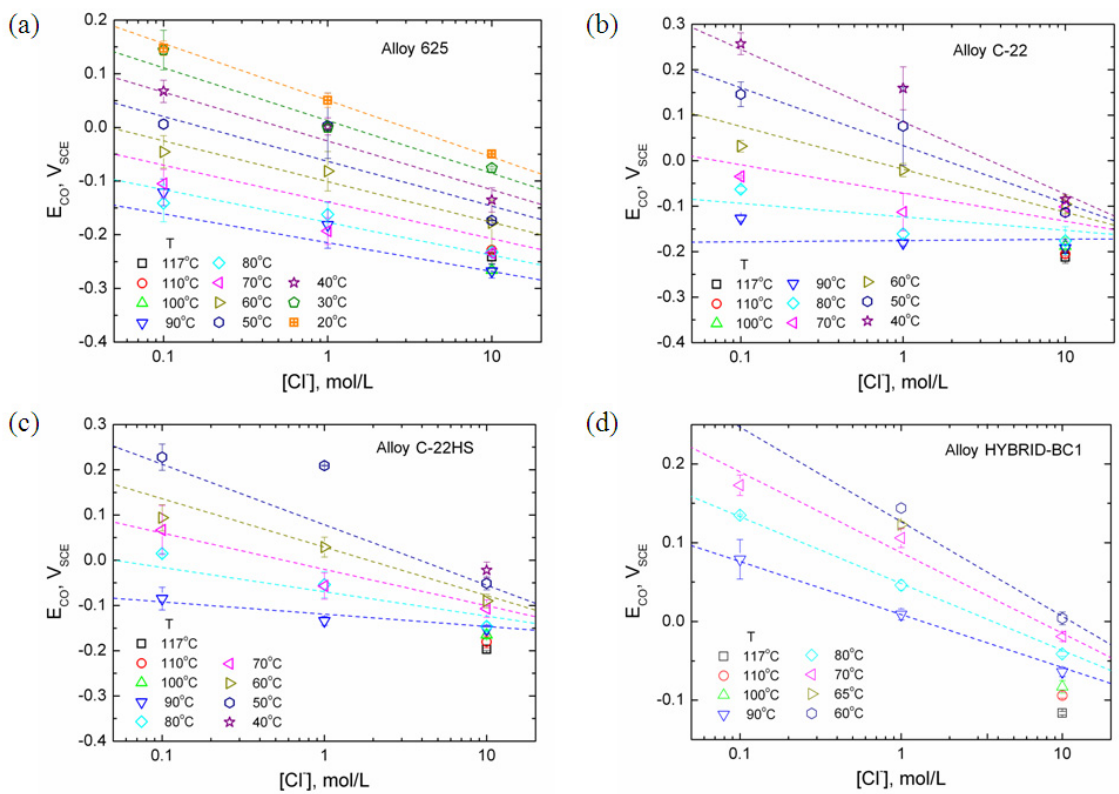 (a)
Alloy 625
E_CO, V_SCE
0.2
0.1
0.0
-0.1
-0.2
-0.3
-0.4
T
117°C
110°C
100°C
90°C
80°C
70°C
60°C
50°C
40°C
30°C
20°C
0.1
1
10
[Cl⁻], mol/L
(b)
Alloy C-22
E_CO, V_SCE
0.3
0.2
0.1
0.0
-0.1
-0.2
-0.3
-0.4
T
117°C
110°C
100°C
90°C
80°C
70°C
60°C
50°C
40°C
0.1
1
10
[Cl⁻], mol/L
(c)
Alloy C-22HS
E_CO, V_SCE
0.3
0.2
0.1
0.0
-0.1
-0.2
-0.3
-0.4
T
117°C
110°C
100°C
90°C
80°C
70°C
60°C
50°C
40°C
0.1
1
10
[Cl⁻], mol/L
(d)
Alloy HYBRID-BC1
E_CO, V_SCE
0.2
0.1
0.0
-0.1
T
117°C
110°C
100°C
90°C
80°C
70°C
65°C
60°C
0.1
1
10
[Cl⁻], mol/L